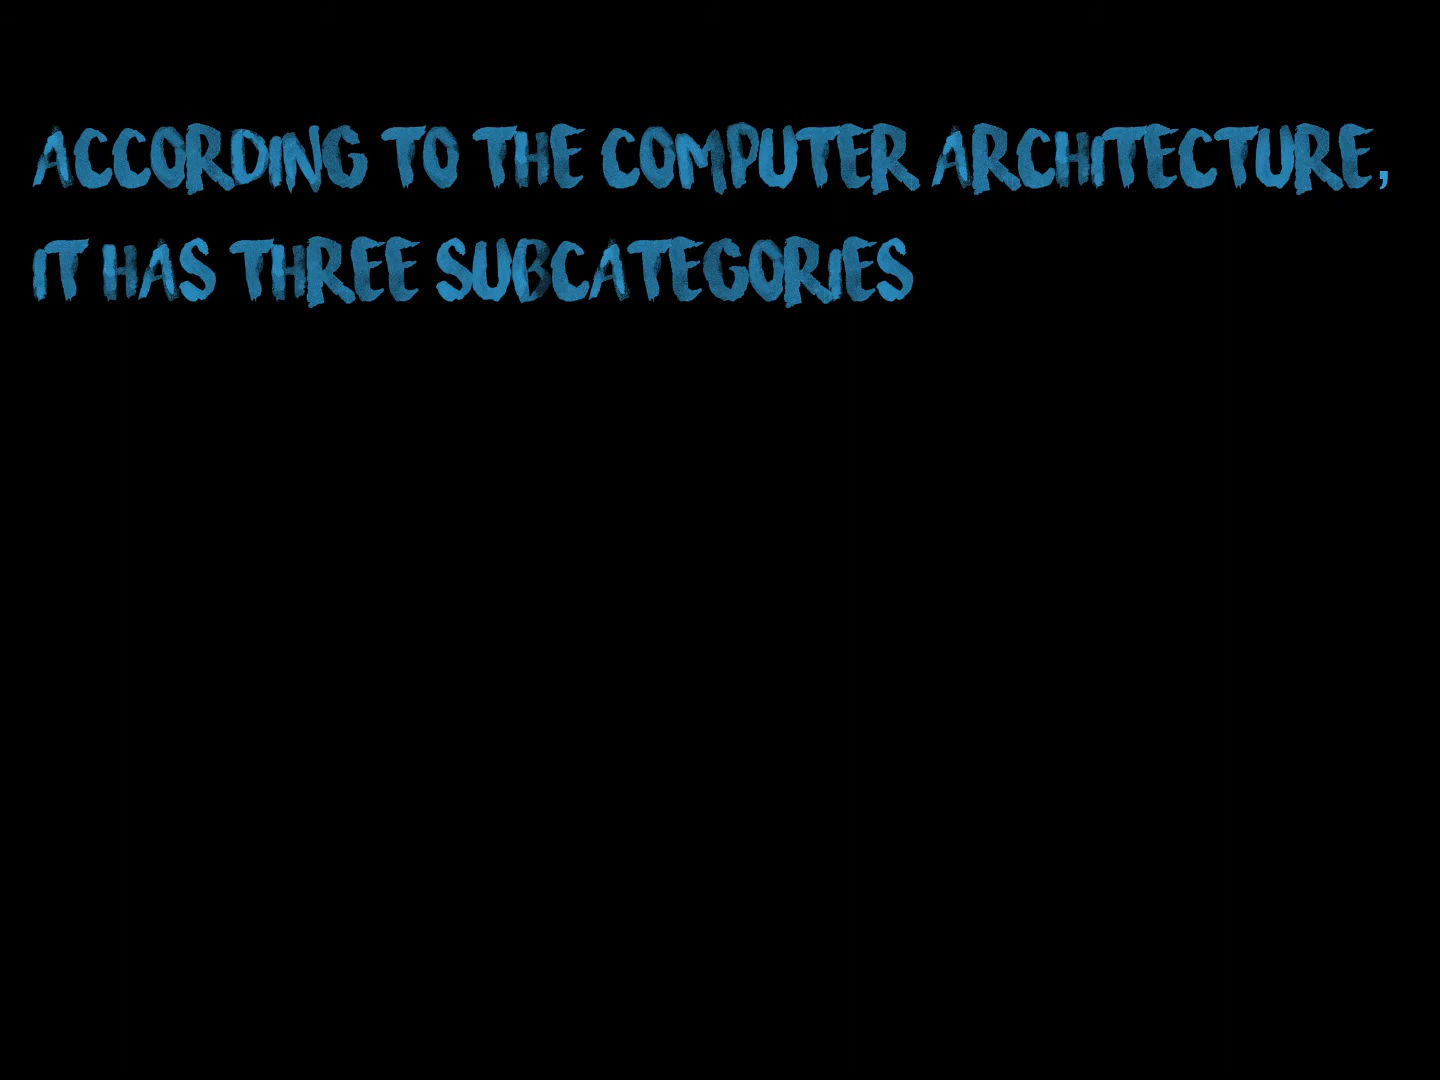 ACCORDING TO THE COMPUTER ARCHITECTURE,
IT HAS THREE SUBCATEGORIES